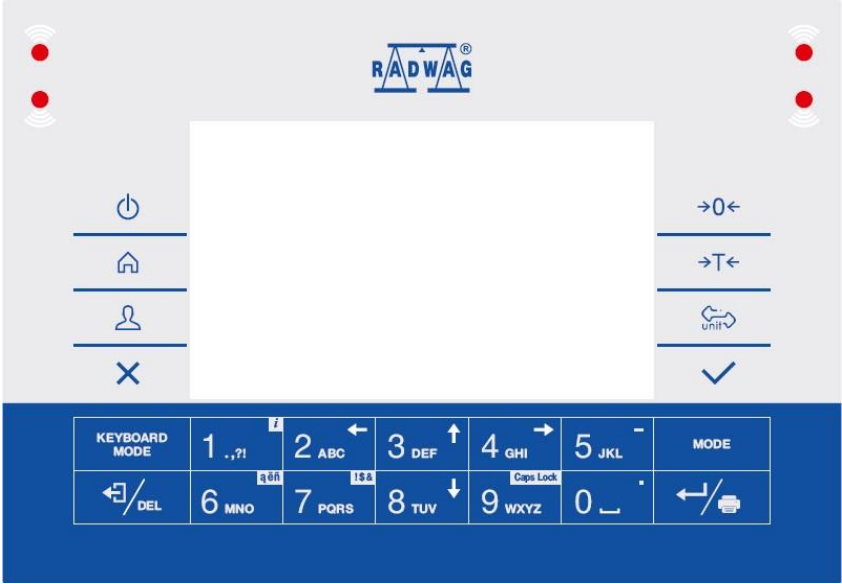 RADWAG®
→0←
→T←
unit
KEYBOARD
MODE
1 .,?!
i
2 ABC
←
3 DEF
↑
4 GHI
→
5 JKL
-
MODE
DEL
6 MNO
ąěñ
7 PQRS
!$&
8 TUV
↓
9 WXYZ
Caps Lock
0 ⎵
.